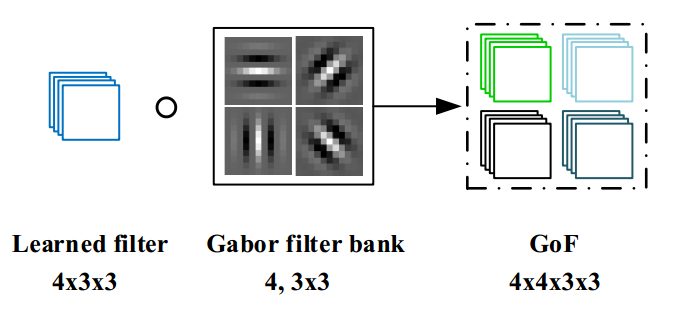 Learned filter
4x3x3
Gabor filter bank
4, 3x3
GoF
4x4x3x3